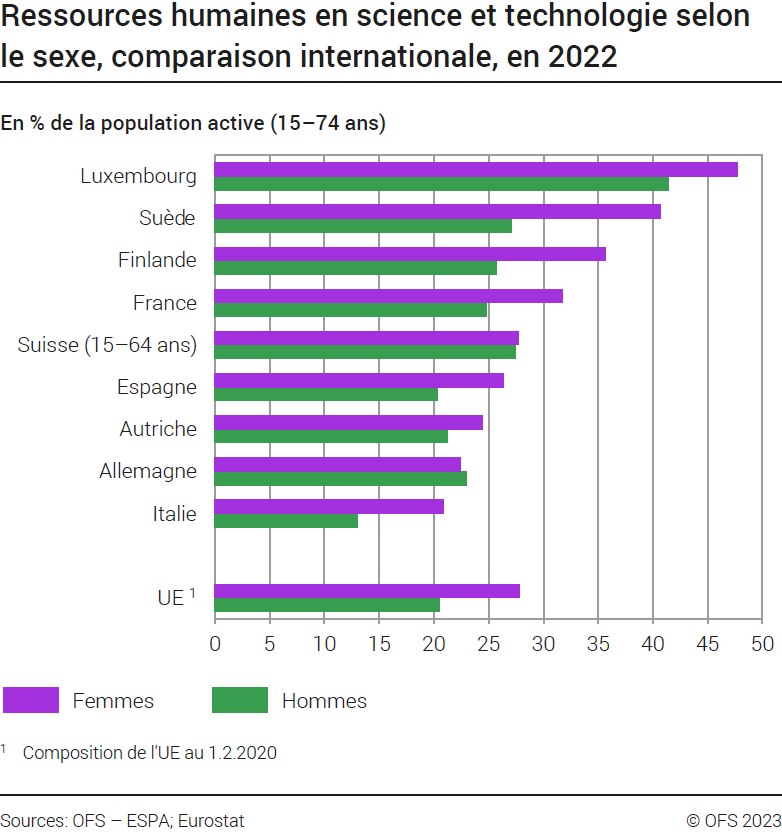 Ressources humaines en science et technologie selon
le sexe, comparaison internationale, en 2022
En % de la population active (15–74 ans)
Luxembourg
Suède
Finlande
France
Suisse (15–64 ans)
Espagne
Autriche
Allemagne
Italie
UE ¹
0 5 10 15 20 25 30 35 40 45 50
Femmes Hommes
¹ Composition de l'UE au 1.2.2020
Sources: OFS – ESPA; Eurostat © OFS 2023